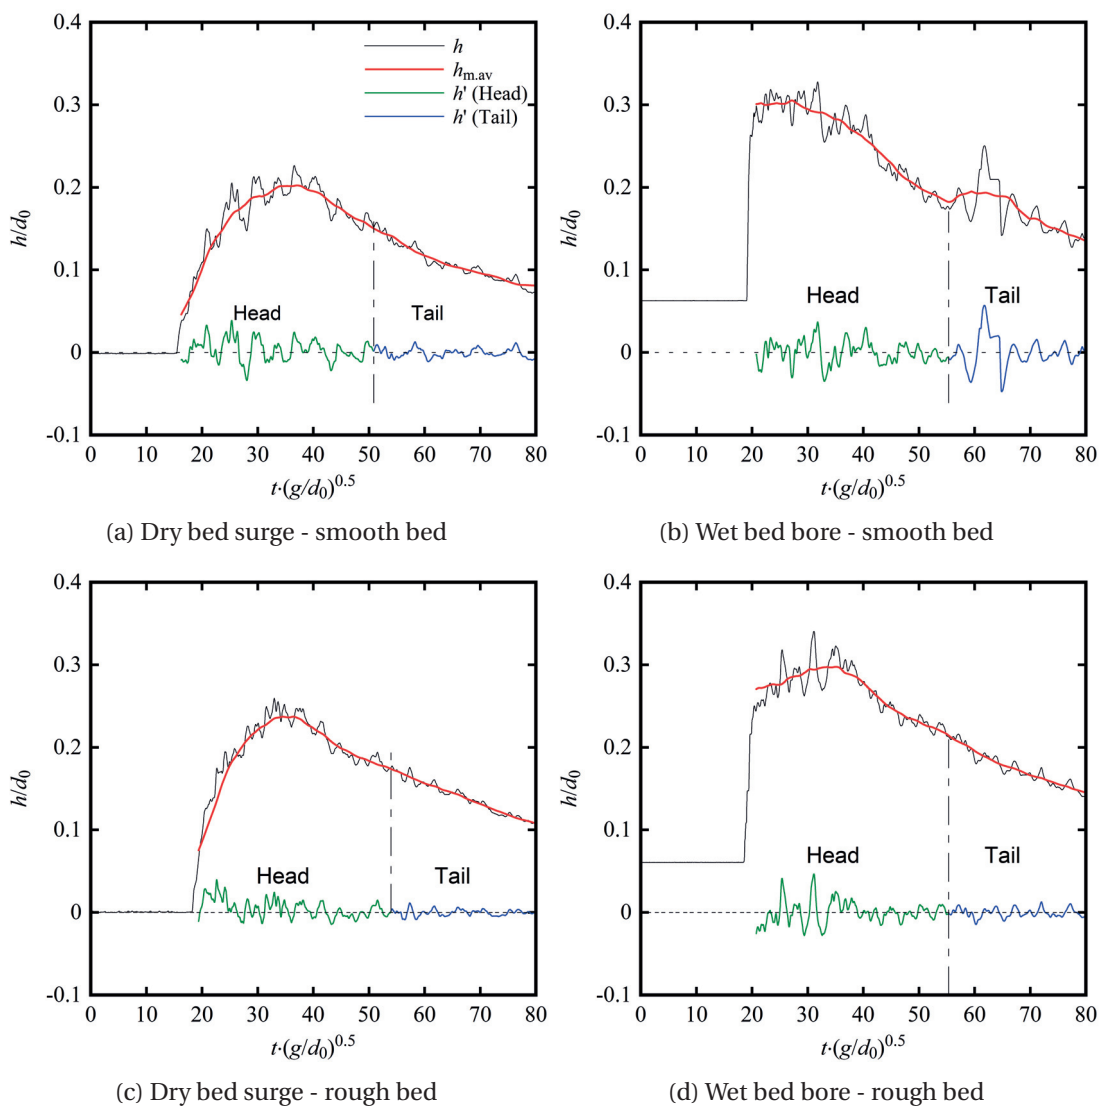 0.4
0.3
0.2
0.1
0
-0.1
h/d0
h
hm.av
h' (Head)
h' (Tail)
Head
Tail
0 10 20 30 40 50 60 70 80
t·(g/d0)0.5
(a) Dry bed surge - smooth bed
0.4
0.3
0.2
0.1
0
-0.1
h/d0
Head
Tail
0 10 20 30 40 50 60 70 80
t·(g/d0)0.5
(b) Wet bed bore - smooth bed
0.4
0.3
0.2
0.1
0
-0.1
h/d0
Head
Tail
0 10 20 30 40 50 60 70 80
t·(g/d0)0.5
(c) Dry bed surge - rough bed
0.4
0.3
0.2
0.1
0
-0.1
h/d0
Head
Tail
0 10 20 30 40 50 60 70 80
t·(g/d0)0.5
(d) Wet bed bore - rough bed